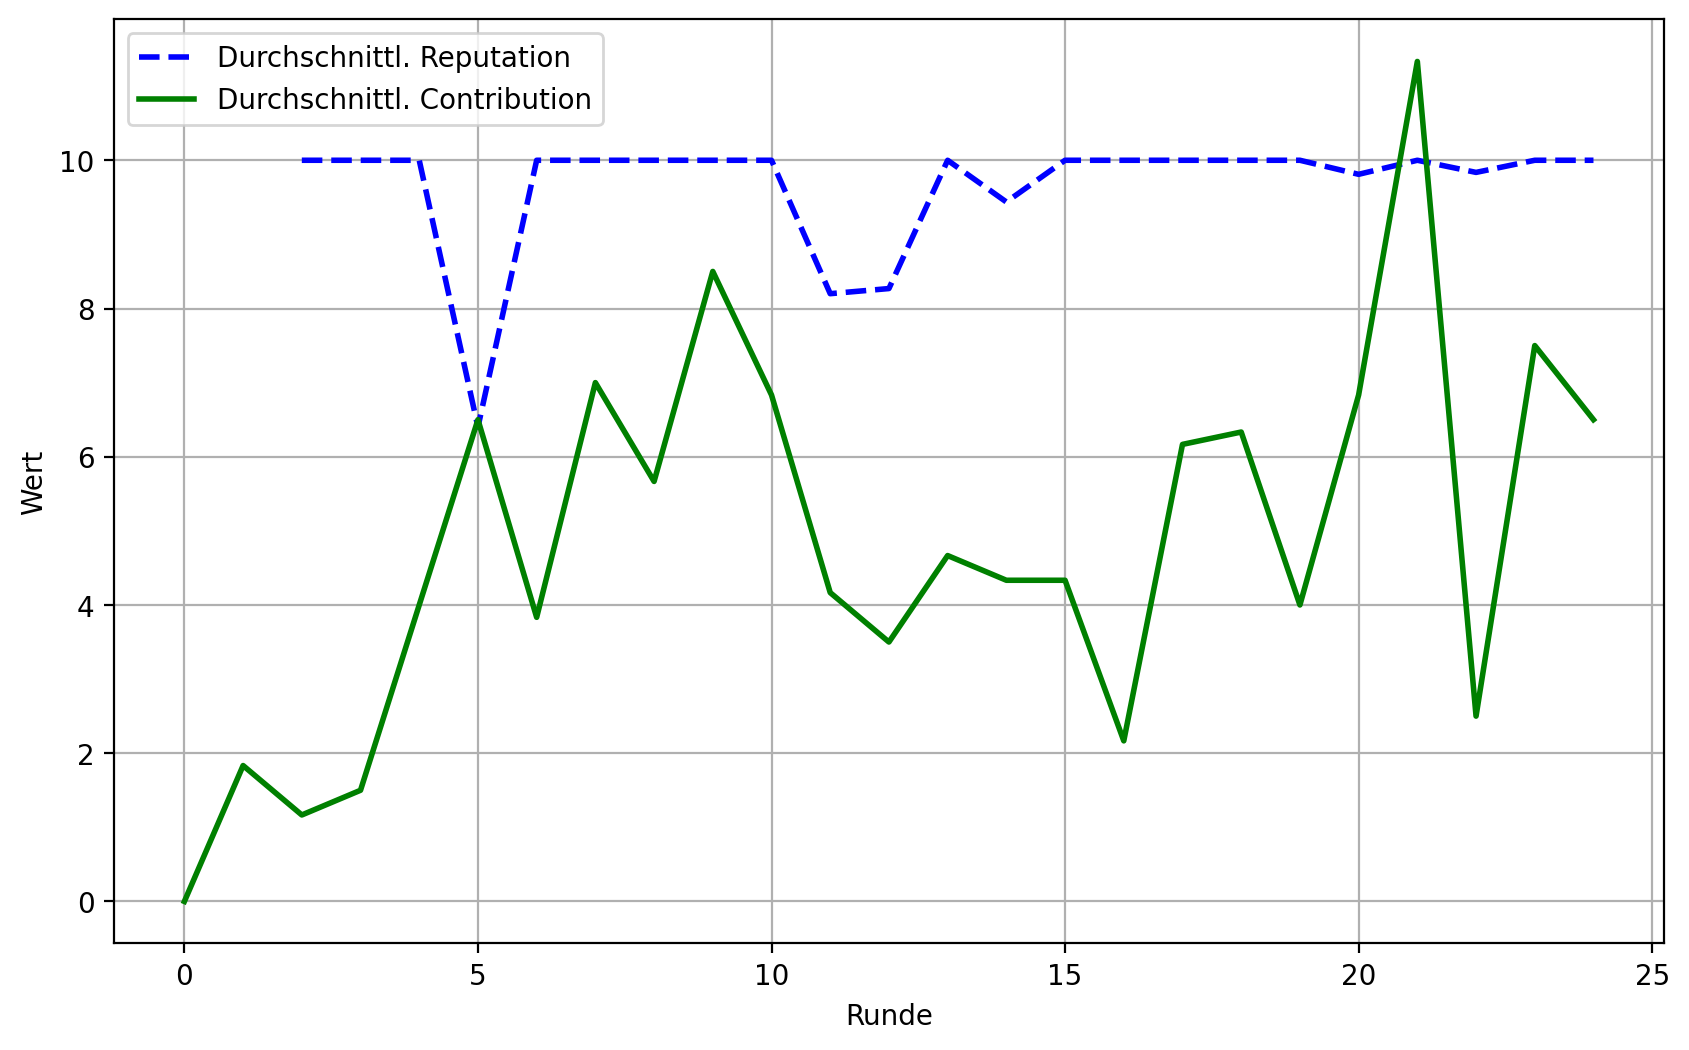 Durchschnittl. Reputation
Durchschnittl. Contribution
10
8
6
4
2
0
Wert
0 5 10 15 20 25
Runde